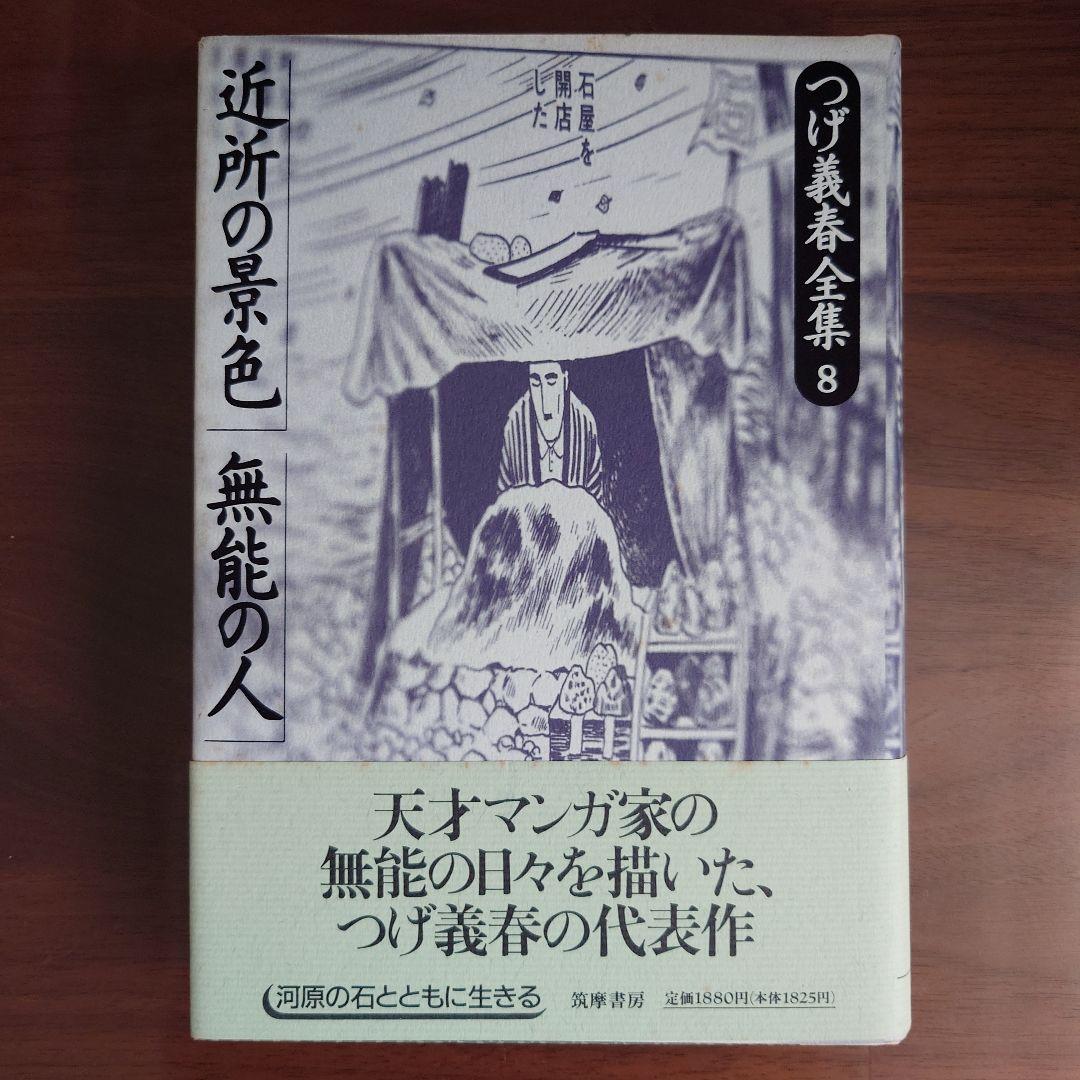 つげ義春全集 8
石屋を
開店
した
近所の景色
無能の人
天才マンガ家の
無能の日々を描いた、
つげ義春の代表作
河原の石とともに生きる
筑摩書房
定価1880円(本体1825円)